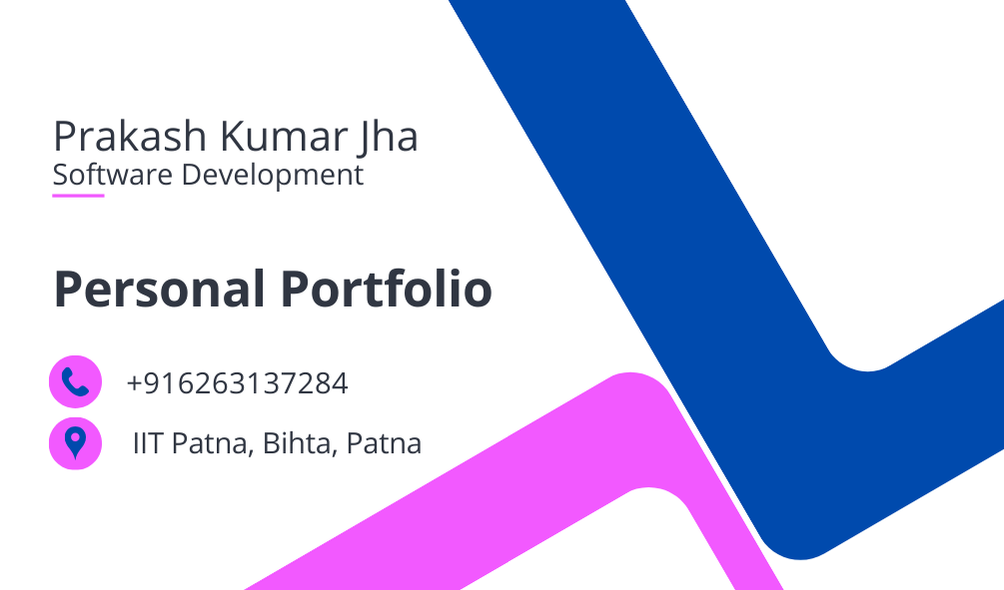 Prakash Kumar Jha
Software Development
Personal Portfolio
+916263137284
IIT Patna, Bihta, Patna